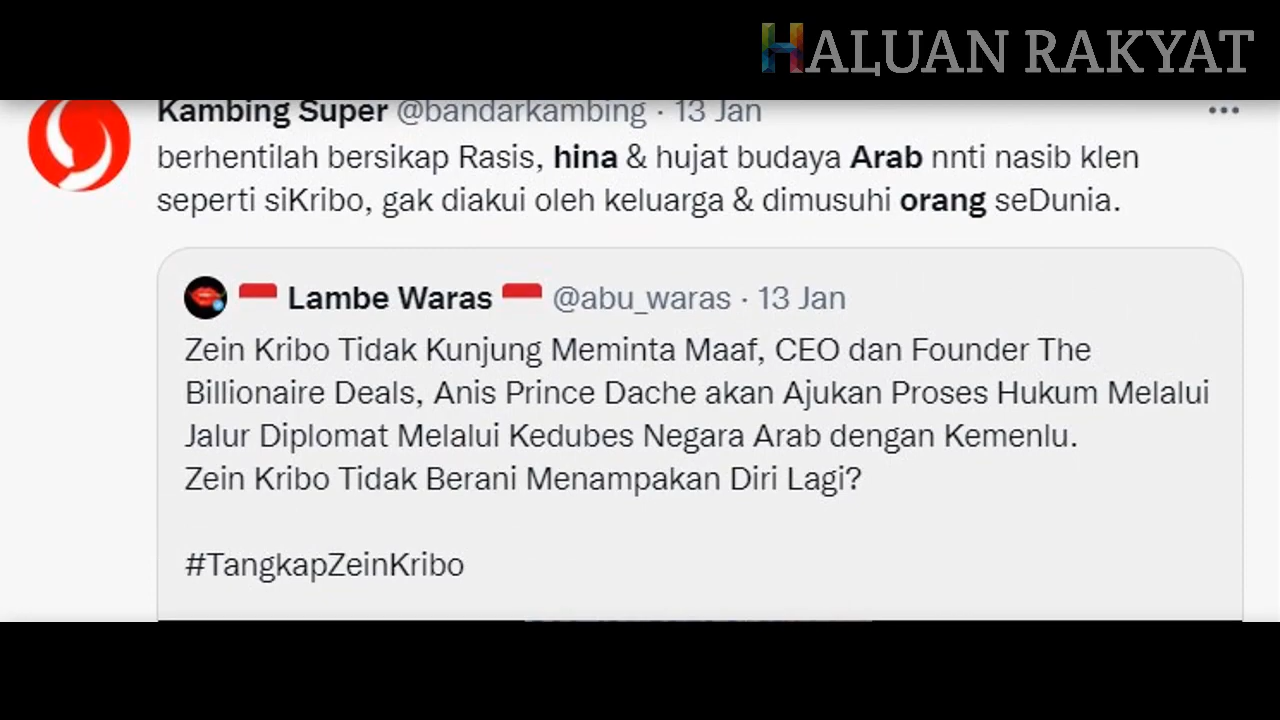 HALUAN RAKYAT
Kambing Super @bandarkambing · 13 Jan
berhentilah bersikap Rasis, hina & hujat budaya Arab nnti nasib klen
seperti siKribo, gak diakui oleh keluarga & dimusuhi orang seDunia.
Lambe Waras @abu_waras · 13 Jan
Zein Kribo Tidak Kunjung Meminta Maaf, CEO dan Founder The
Billionaire Deals, Anis Prince Dache akan Ajukan Proses Hukum Melalui
Jalur Diplomat Melalui Kedubes Negara Arab dengan Kemenlu.
Zein Kribo Tidak Berani Menampakan Diri Lagi?
#TangkapZeinKribo